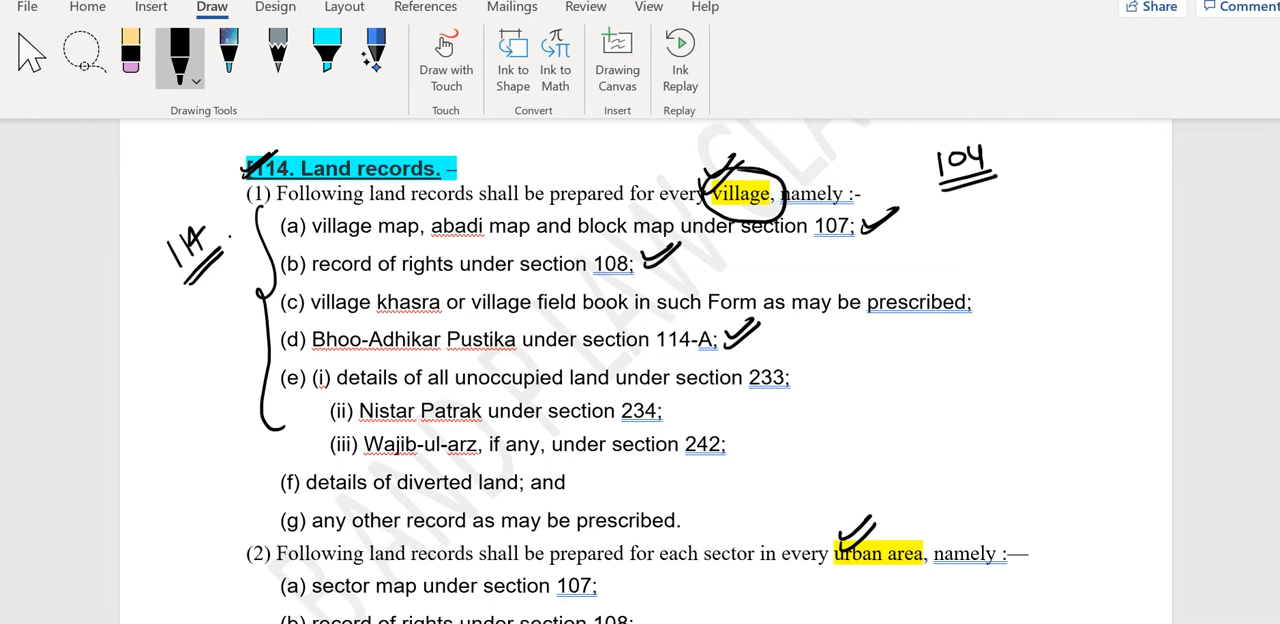 File Home Insert Draw Design Layout References Mailings Review View Help Share Comment
Draw with Touch Ink to Shape Ink to Math Drawing Canvas Ink Replay
Drawing Tools Touch Convert Insert Replay
114. Land records. –
104
(1) Following land records shall be prepared for every village, namely :-
114
(a) village map, abadi map and block map under section 107;
(b) record of rights under section 108;
(c) village khasra or village field book in such Form as may be prescribed;
(d) Bhoo-Adhikar Pustika under section 114-A;
(e) (i) details of all unoccupied land under section 233;
(ii) Nistar Patrak under section 234;
(iii) Wajib-ul-arz, if any, under section 242;
(f) details of diverted land; and
(g) any other record as may be prescribed.
(2) Following land records shall be prepared for each sector in every urban area, namely :—
(a) sector map under section 107;
(b) record of rights under section 108;